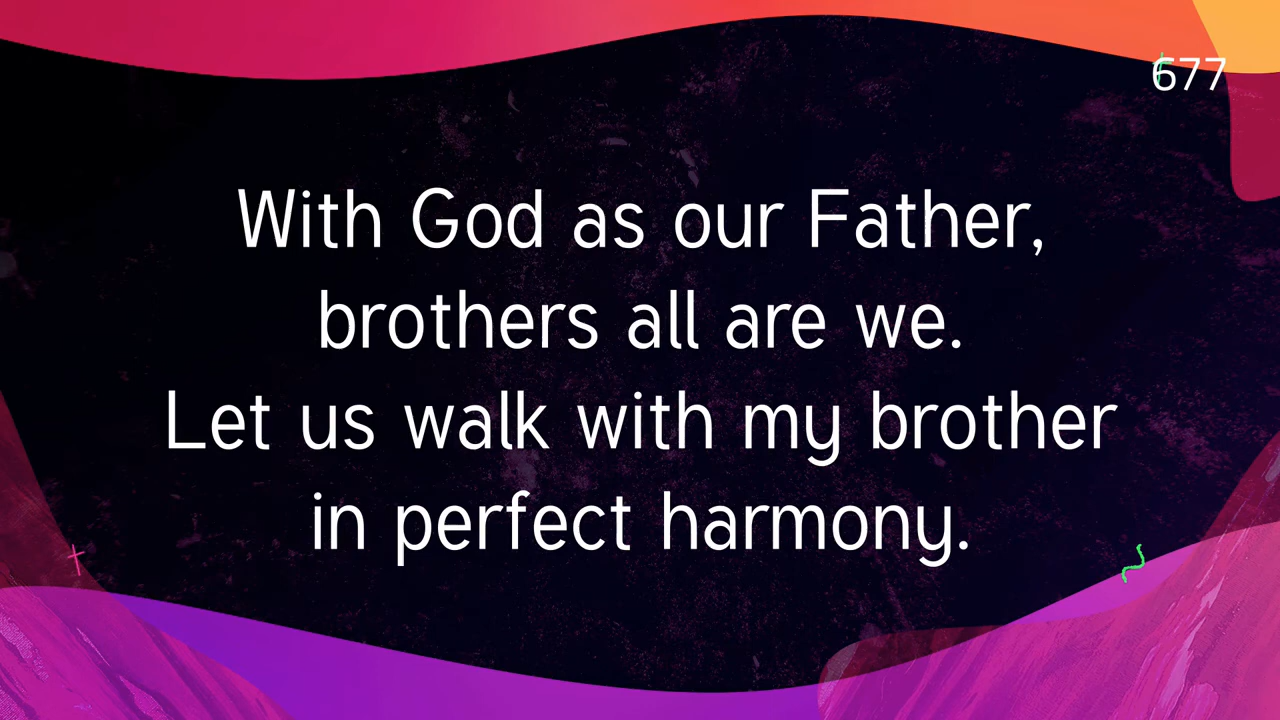 677
With God as our Father,
brothers all are we.
Let us walk with my brother
in perfect harmony.